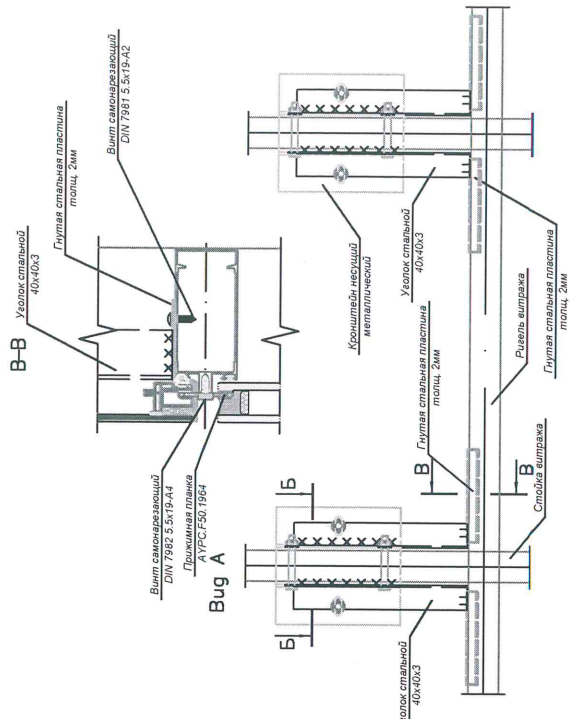 В-В
Уголок стальной
40х40х3
Гнутая стальная пластина
толщ. 2мм
Винт самонарезающий
DIN 7981 5.5х19-А2
Винт самонарезающий
DIN 7982 5.5х19-А4
Прижимная планка
AYPC.F50.1964
Вид А
Б
Б
В
В
Кронштейн несущий
металлический
Уголок стальной
40х40х3
Гнутая стальная пластина
толщ. 2мм
Ригель витража
Гнутая стальная пластина
толщ. 2мм
Стойка витража
олок стальной
40х40х3